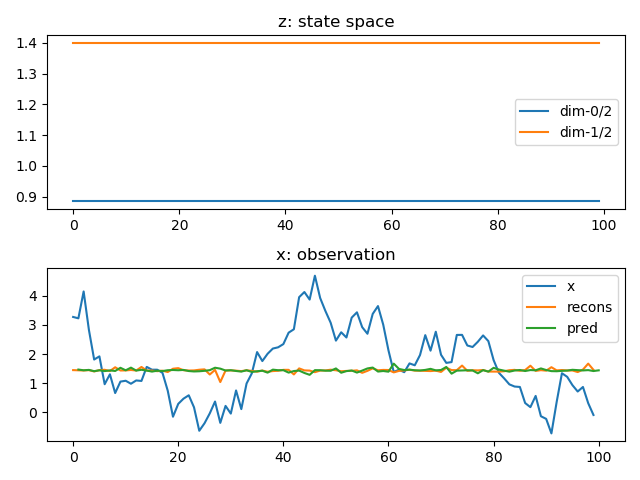 z: state space
1.4
1.3
1.2
1.1
1.0
0.9
dim-0/2
dim-1/2
0 20 40 60 80 100
x: observation
4
3
2
1
0
x
recons
pred
0 20 40 60 80 100